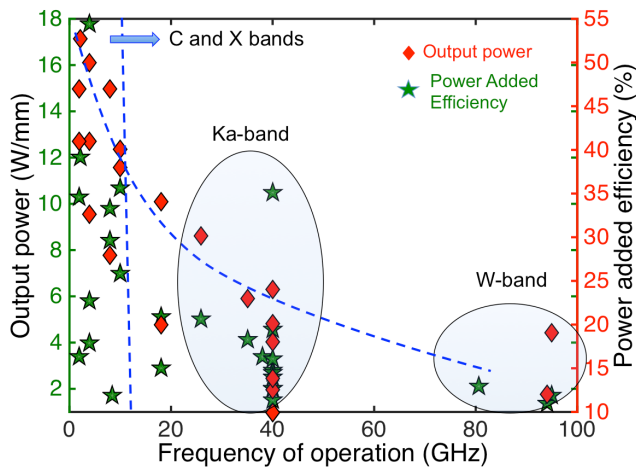 18
16
14
12
10
8
6
4
2
Output power (W/mm)
C and X bands
Output power
Power Added
Efficiency
Ka-band
W-band
55
50
45
40
35
30
25
20
15
10
Power added efficiency (%)
0
20
40
60
80
100
Frequency of operation (GHz)